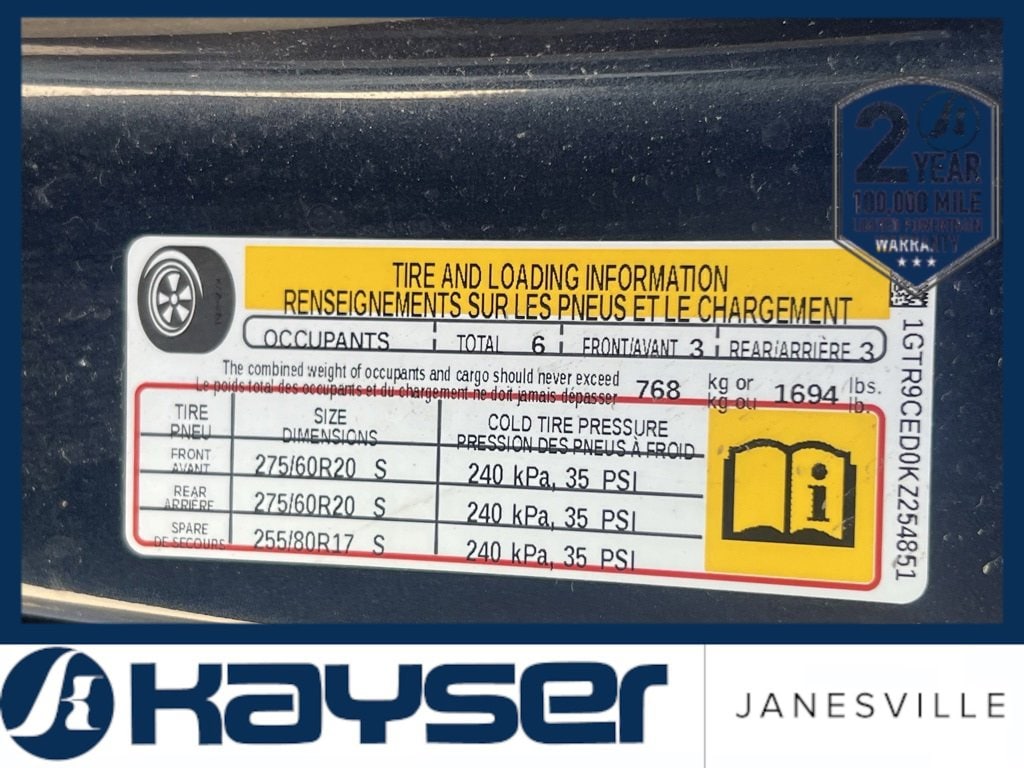 2 YEAR
100,000 MILE
LIMITED POWERTRAIN
WARRANTY
TIRE AND LOADING INFORMATION
RENSEIGNEMENTS SUR LES PNEUS ET LE CHARGEMENT
OCCUPANTS TOTAL 6 FRONT/AVANT 3 REAR/ARRIÈRE 3
The combined weight of occupants and cargo should never exceed 768 kg or 1694 lbs.
Le poids total des occupants et du chargement ne doit jamais dépasser kg ou lb.
TIRE SIZE COLD TIRE PRESSURE
PNEU DIMENSIONS PRESSION DES PNEUS À FROID
FRONT
AVANT 275/60R20 S 240 kPa, 35 PSI
REAR
ARRIÈRE 275/60R20 S 240 kPa, 35 PSI
SPARE
DE SECOURS 255/80R17 S 240 kPa, 35 PSI
1GTR9CED0KZ254851
KAYSER
JANESVILLE